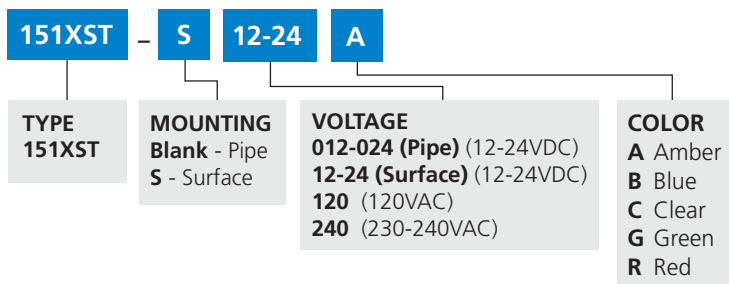 151XST – S 12-24 A
TYPE
151XST
MOUNTING
Blank - Pipe
S - Surface
VOLTAGE
012-024 (Pipe) (12-24VDC)
12-24 (Surface) (12-24VDC)
120 (120VAC)
240 (230-240VAC)
COLOR
A Amber
B Blue
C Clear
G Green
R Red